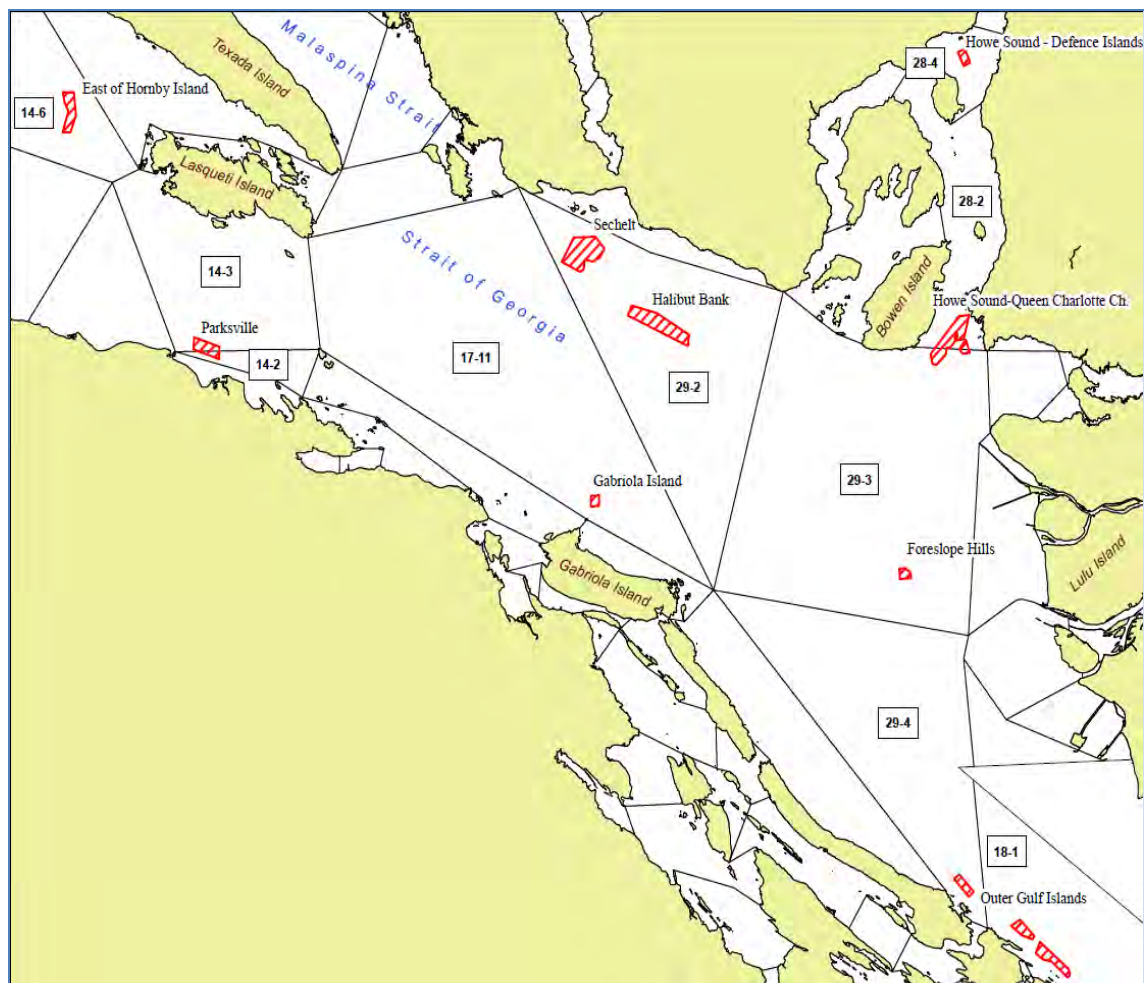 Howe Sound - Defence Islands
Texada Island
Malaspina Strait
28-4
East of Hornby Island
14-6
Lasqueti Island
28-2
Sechelt
Strait of Georgia
14-3
Bowen Island
Halibut Bank
Howe Sound-Queen Charlotte Ch.
Parksville
14-2
17-11
29-2
Gabriola Island
29-3
Foreslope Hills
Gabriola Island
Lulu Island
29-4
18-1
Outer Gulf Islands